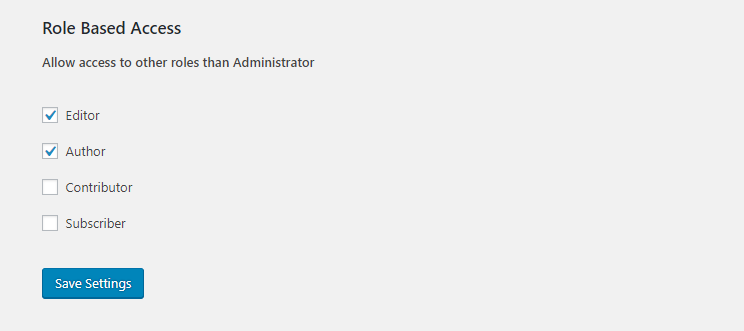 Role Based Access
Allow access to other roles than Administrator
Editor
Author
Contributor
Subscriber
Save Settings